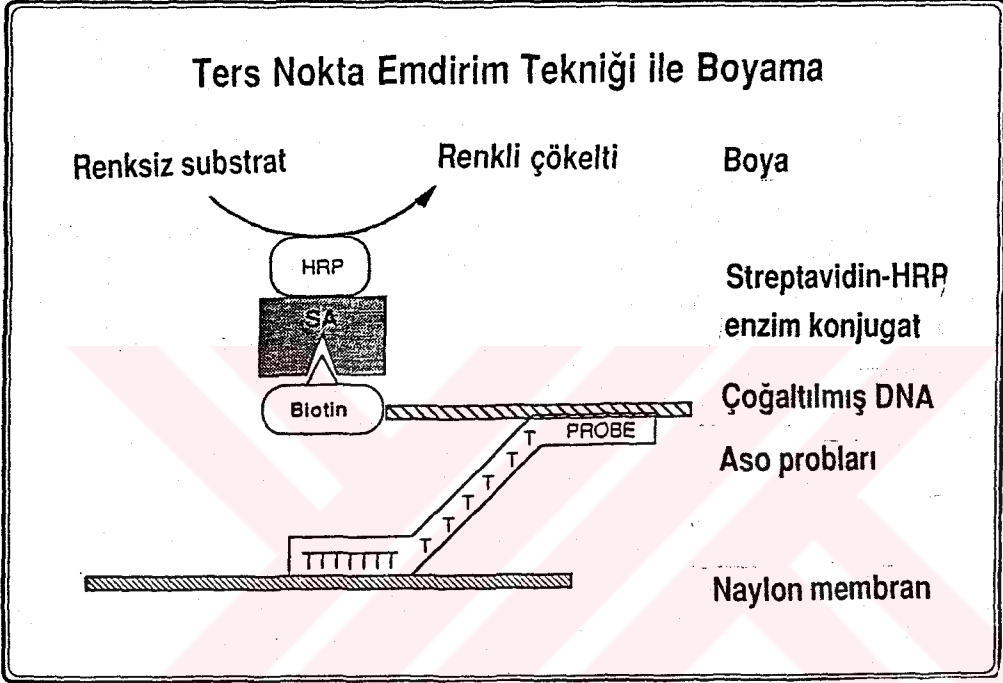 Ters Nokta Emdirim Tekniği ile Boyama
Renksiz substrat
Renkli çökelti
Boya
HRP
Streptavidin-HRP
enzim konjugat
SA
Biotin
Çoğaltılmış DNA
PROBE
Aso probları
T
T
T
T
T
T
TTTTTTT
Naylon membran